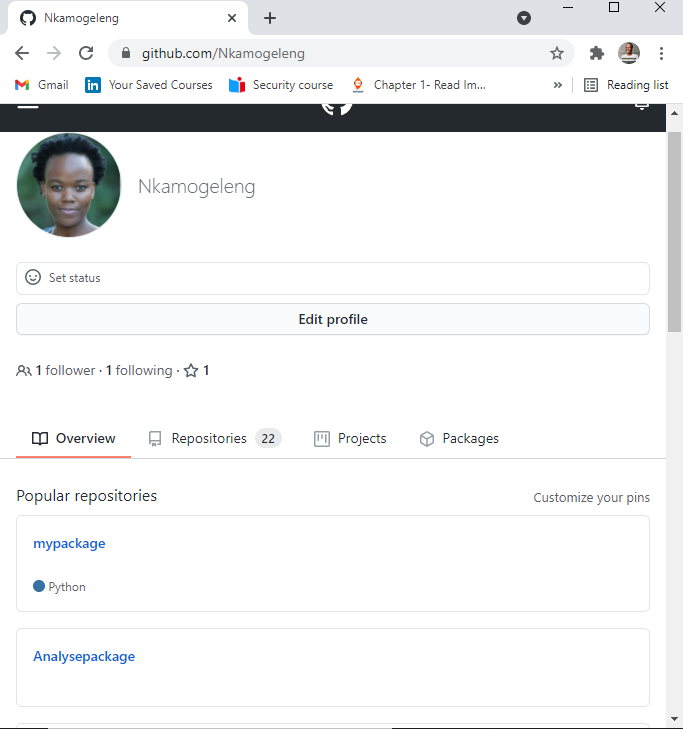 Nkamogeleng
github.com/Nkamogeleng
Gmail
Your Saved Courses
Security course
Chapter 1- Read Im...
Reading list
Nkamogeleng
Set status
Edit profile
1 follower · 1 following · 1
Overview
Repositories 22
Projects
Packages
Popular repositories
Customize your pins
mypackage
Python
Analysepackage